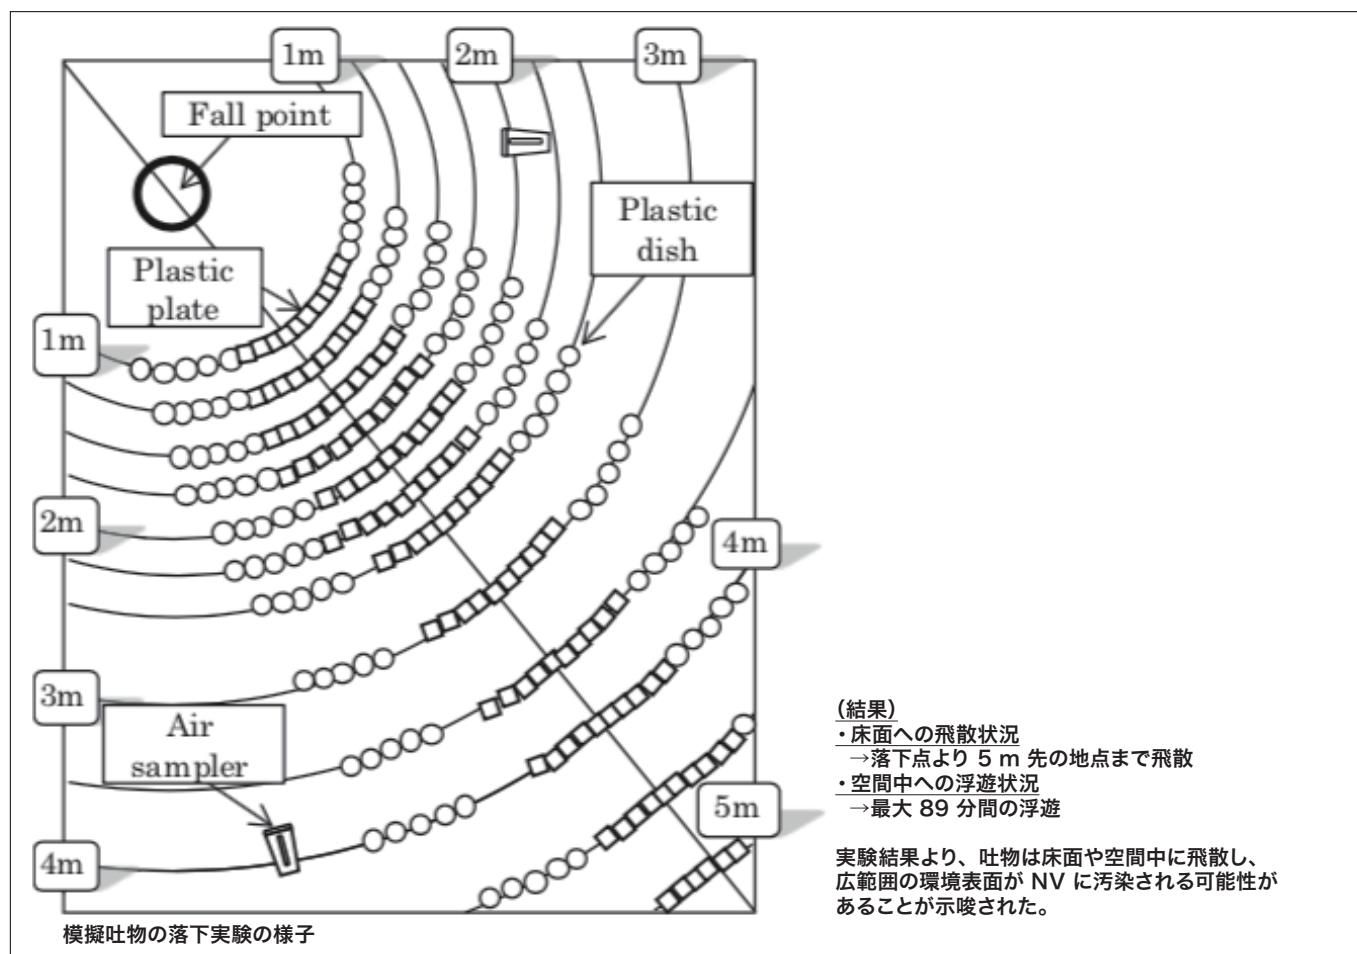 1m
2m
3m
Fall point
Plastic
dish
Plastic
plate
1m
2m
4m
3m
Air
sampler
5m
4m
模擬吐物の落下実験の様子
（結果）
・床面への飛散状況
→落下点より 5 m 先の地点まで飛散
・空間中への浮遊状況
→最大 89 分間の浮遊
実験結果より、吐物は床面や空間中に飛散し、
広範囲の環境表面が NV に汚染される可能性が
あることが示唆された。